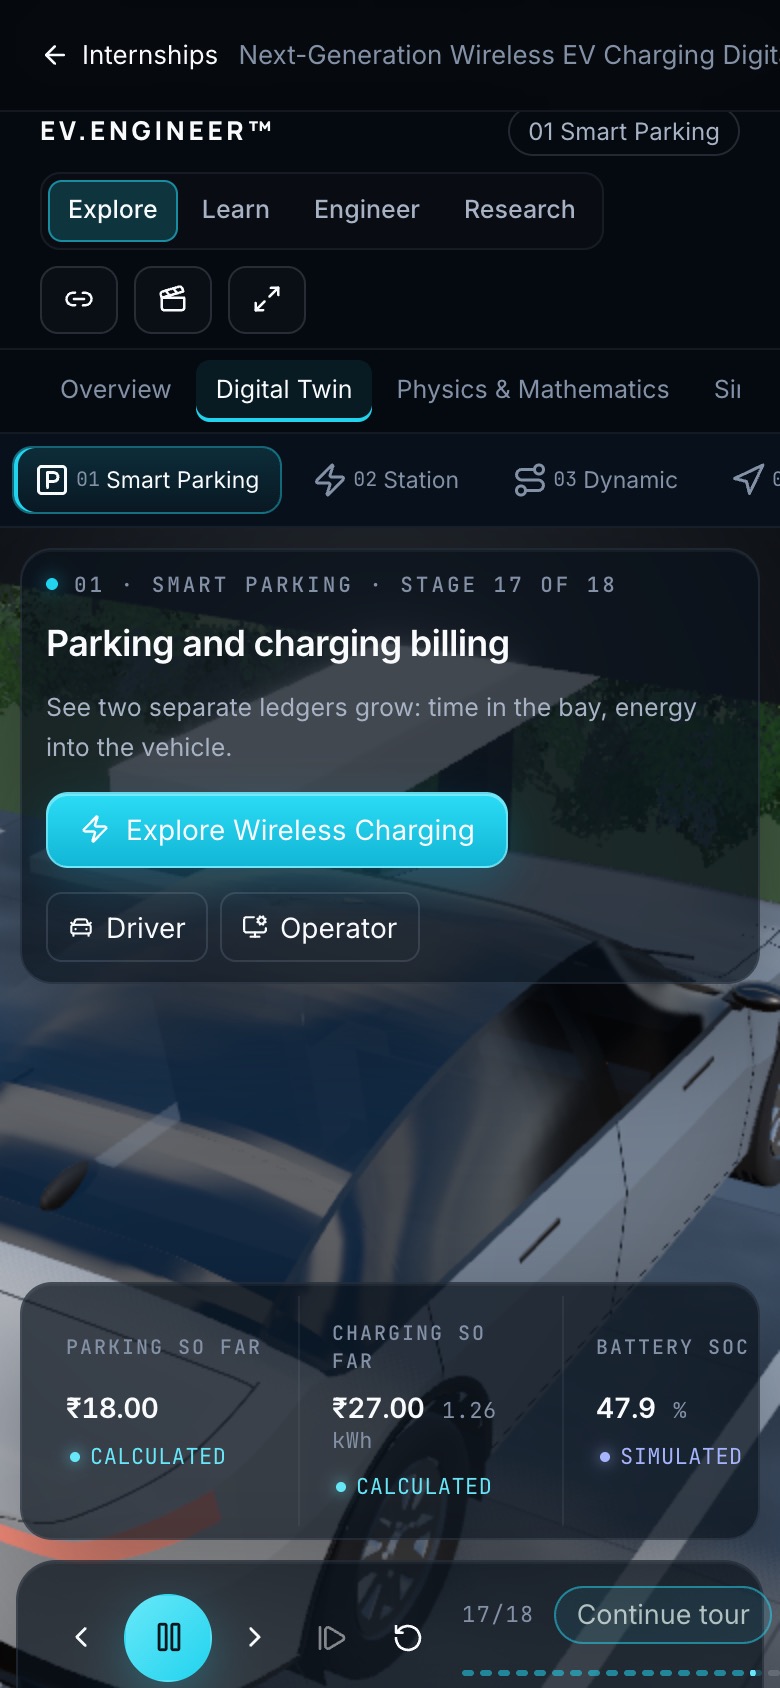 Internships Next-Generation Wireless EV Charging Digit
EV.ENGINEER™ 01 Smart Parking
Explore Learn Engineer Research
Overview Digital Twin Physics & Mathematics
P 01 Smart Parking 02 Station 03 Dynamic
01 · SMART PARKING · STAGE 17 OF 18
Parking and charging billing
See two separate ledgers grow: time in the bay, energy
into the vehicle.
Explore Wireless Charging
Driver Operator
PARKING SO FAR
₹18.00
CALCULATED
CHARGING SO
FAR
₹27.00 1.26
kWh
CALCULATED
BATTERY SOC
47.9 %
SIMULATED
17/18 Continue tour